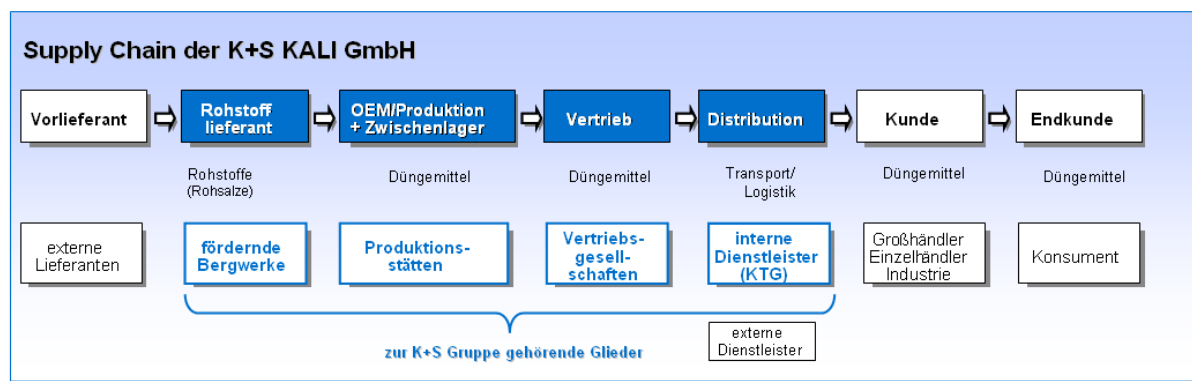 Supply Chain der K+S KALI GmbH
Vorlieferant
Rohstoff
lieferant
OEM/Produktion
+ Zwischenlager
Vertrieb
Distribution
Kunde
Endkunde
Rohstoffe
(Rohsalze)
Düngemittel
Düngemittel
Transport/
Logistik
Düngemittel
Düngemittel
externe
Lieferanten
fördernde
Bergwerke
Produktions-
stätten
Vertriebs-
gesell-
schaften
interne
Dienstleister
(KTG)
Großhändler
Einzelhändler
Industrie
Konsument
zur K+S Gruppe gehörende Glieder
externe
Dienstleister